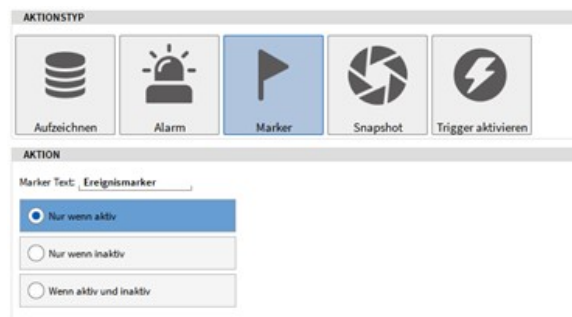 AKTIONSTYP
Aufzeichnen Alarm Marker Snapshot Trigger aktivieren
AKTION
Marker Text: Ereignismarker
Nur wenn aktiv
Nur wenn inaktiv
Wenn aktiv und inaktiv